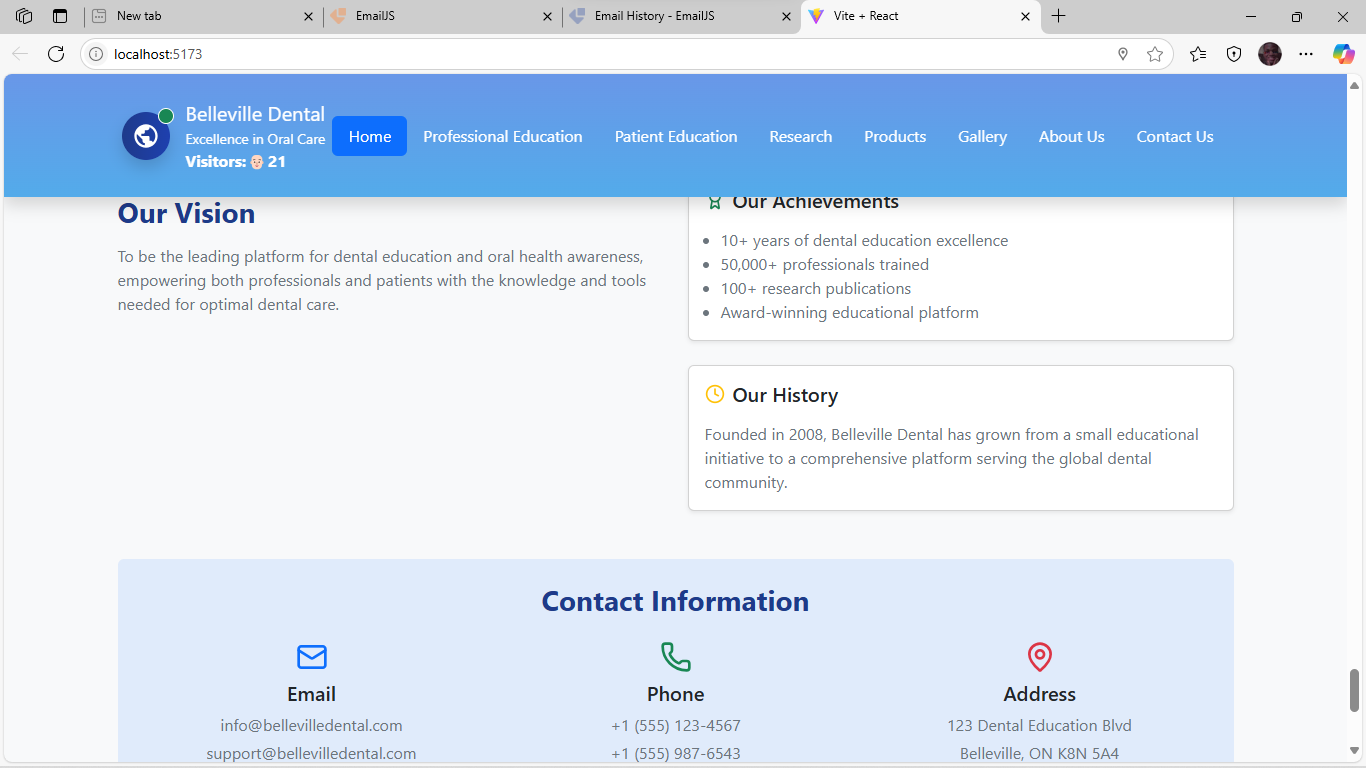 New tab
EmailJS
Email History - EmailJS
Vite + React
localhost:5173
Belleville Dental
Excellence in Oral Care
Visitors: 👶🏻 21
Home
Professional Education
Patient Education
Research
Products
Gallery
About Us
Contact Us
Our Vision
To be the leading platform for dental education and oral health awareness,
empowering both professionals and patients with the knowledge and tools
needed for optimal dental care.
Our Achievements
10+ years of dental education excellence
50,000+ professionals trained
100+ research publications
Award-winning educational platform
Our History
Founded in 2008, Belleville Dental has grown from a small educational
initiative to a comprehensive platform serving the global dental
community.
Contact Information
Email
info@bellevilledental.com
support@bellevilledental.com
Phone
+1 (555) 123-4567
+1 (555) 987-6543
Address
123 Dental Education Blvd
Belleville, ON K8N 5A4